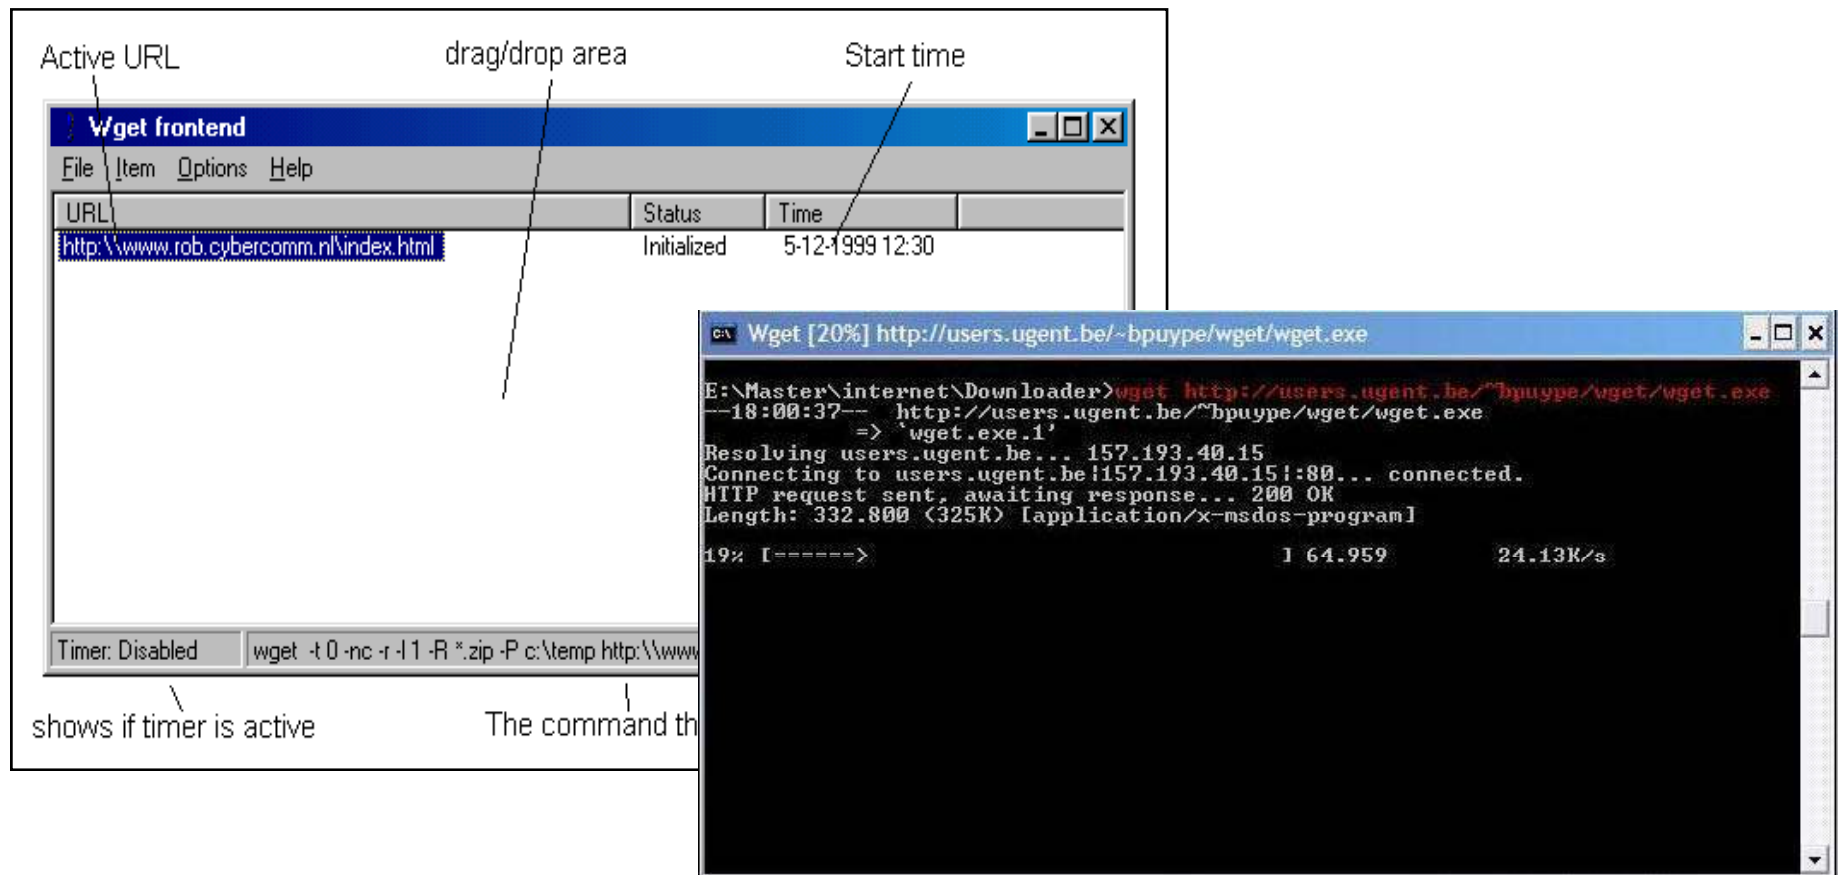 Active URL
drag/drop area
Start time
Wget frontend
File Item Options Help
URL Status Time
http:\\www.rob.cybercomm.nl\index.html Initialized 5-12-1999 12:30
Timer: Disabled wget -t 0 -nc -r -l 1 -R *.zip -P c:\temp http:\\www
shows if timer is active
The command th
Wget [20%] http://users.ugent.be/~bpuype/wget/wget.exe
E:\Master\internet\Downloader>wget http://users.ugent.be/~bpuype/wget/wget.exe
--18:00:37-- http://users.ugent.be/~bpuype/wget/wget.exe
=> `wget.exe.1'
Resolving users.ugent.be... 157.193.40.15
Connecting to users.ugent.be|157.193.40.15|:80... connected.
HTTP request sent, awaiting response... 200 OK
Length: 332.800 (325K) [application/x-msdos-program]
19% [------> ] 64.959 24.13K/s